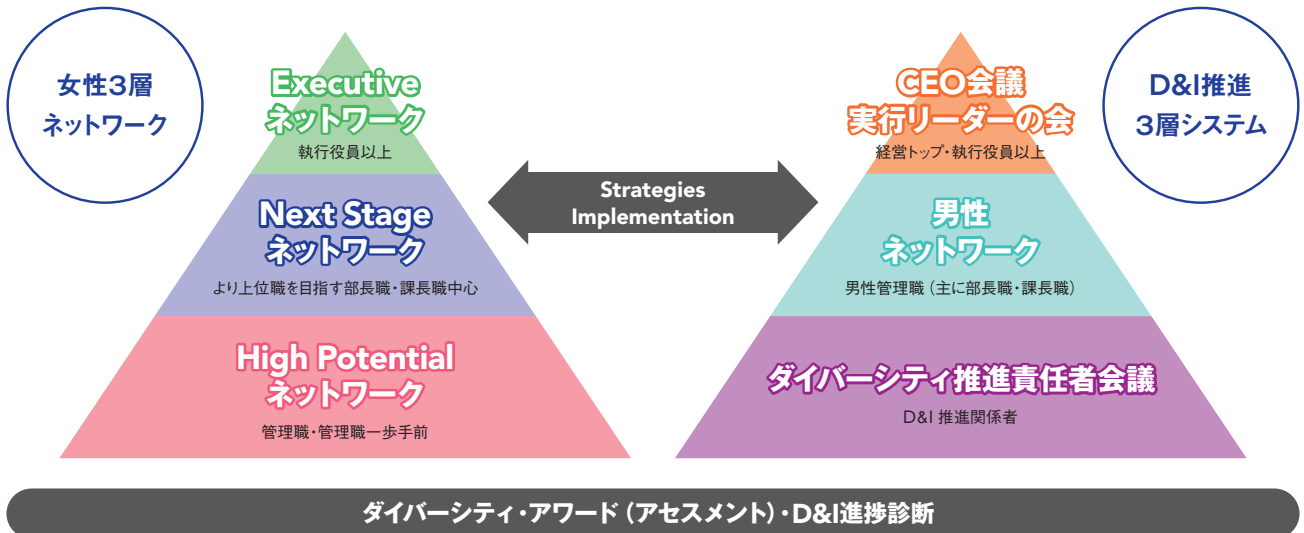 女性3層
ネットワーク
Executive
ネットワーク
執行役員以上
Next Stage
ネットワーク
より上位職を目指す部長職・課長職中心
High Potential
ネットワーク
管理職・管理職一歩手前
Strategies
Implementation
CEO会議
実行リーダーの会
経営トップ・執行役員以上
男性
ネットワーク
男性管理職（主に部長職・課長職）
ダイバーシティ推進責任者会議
D&I 推進関係者
D&I推進
3層システム
ダイバーシティ・アワード（アセスメント）・D&I進捗診断